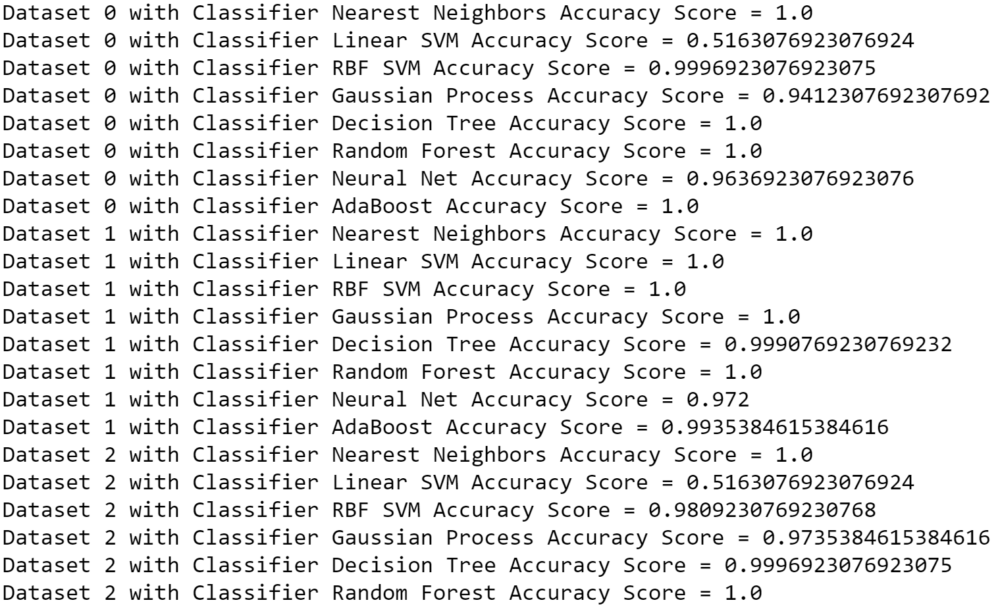 Dataset 0 with Classifier Nearest Neighbors Accuracy Score = 1.0
Dataset 0 with Classifier Linear SVM Accuracy Score = 0.5163076923076924
Dataset 0 with Classifier RBF SVM Accuracy Score = 0.9996923076923075
Dataset 0 with Classifier Gaussian Process Accuracy Score = 0.9412307692307692
Dataset 0 with Classifier Decision Tree Accuracy Score = 1.0
Dataset 0 with Classifier Random Forest Accuracy Score = 1.0
Dataset 0 with Classifier Neural Net Accuracy Score = 0.9636923076923076
Dataset 0 with Classifier AdaBoost Accuracy Score = 1.0
Dataset 1 with Classifier Nearest Neighbors Accuracy Score = 1.0
Dataset 1 with Classifier Linear SVM Accuracy Score = 1.0
Dataset 1 with Classifier RBF SVM Accuracy Score = 1.0
Dataset 1 with Classifier Gaussian Process Accuracy Score = 1.0
Dataset 1 with Classifier Decision Tree Accuracy Score = 0.9990769230769232
Dataset 1 with Classifier Random Forest Accuracy Score = 1.0
Dataset 1 with Classifier Neural Net Accuracy Score = 0.972
Dataset 1 with Classifier AdaBoost Accuracy Score = 0.9935384615384616
Dataset 2 with Classifier Nearest Neighbors Accuracy Score = 1.0
Dataset 2 with Classifier Linear SVM Accuracy Score = 0.5163076923076924
Dataset 2 with Classifier RBF SVM Accuracy Score = 0.9809230769230768
Dataset 2 with Classifier Gaussian Process Accuracy Score = 0.9735384615384616
Dataset 2 with Classifier Decision Tree Accuracy Score = 0.9996923076923075
Dataset 2 with Classifier Random Forest Accuracy Score = 1.0